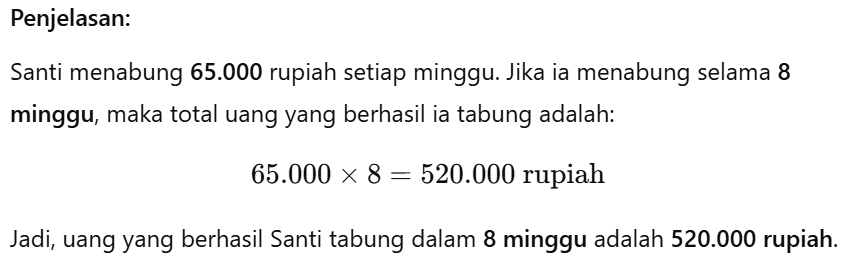 Penjelasan:
Santi menabung 65.000 rupiah setiap minggu. Jika ia menabung selama 8
minggu, maka total uang yang berhasil ia tabung adalah:
65.000 × 8 = 520.000 rupiah
Jadi, uang yang berhasil Santi tabung dalam 8 minggu adalah 520.000 rupiah.